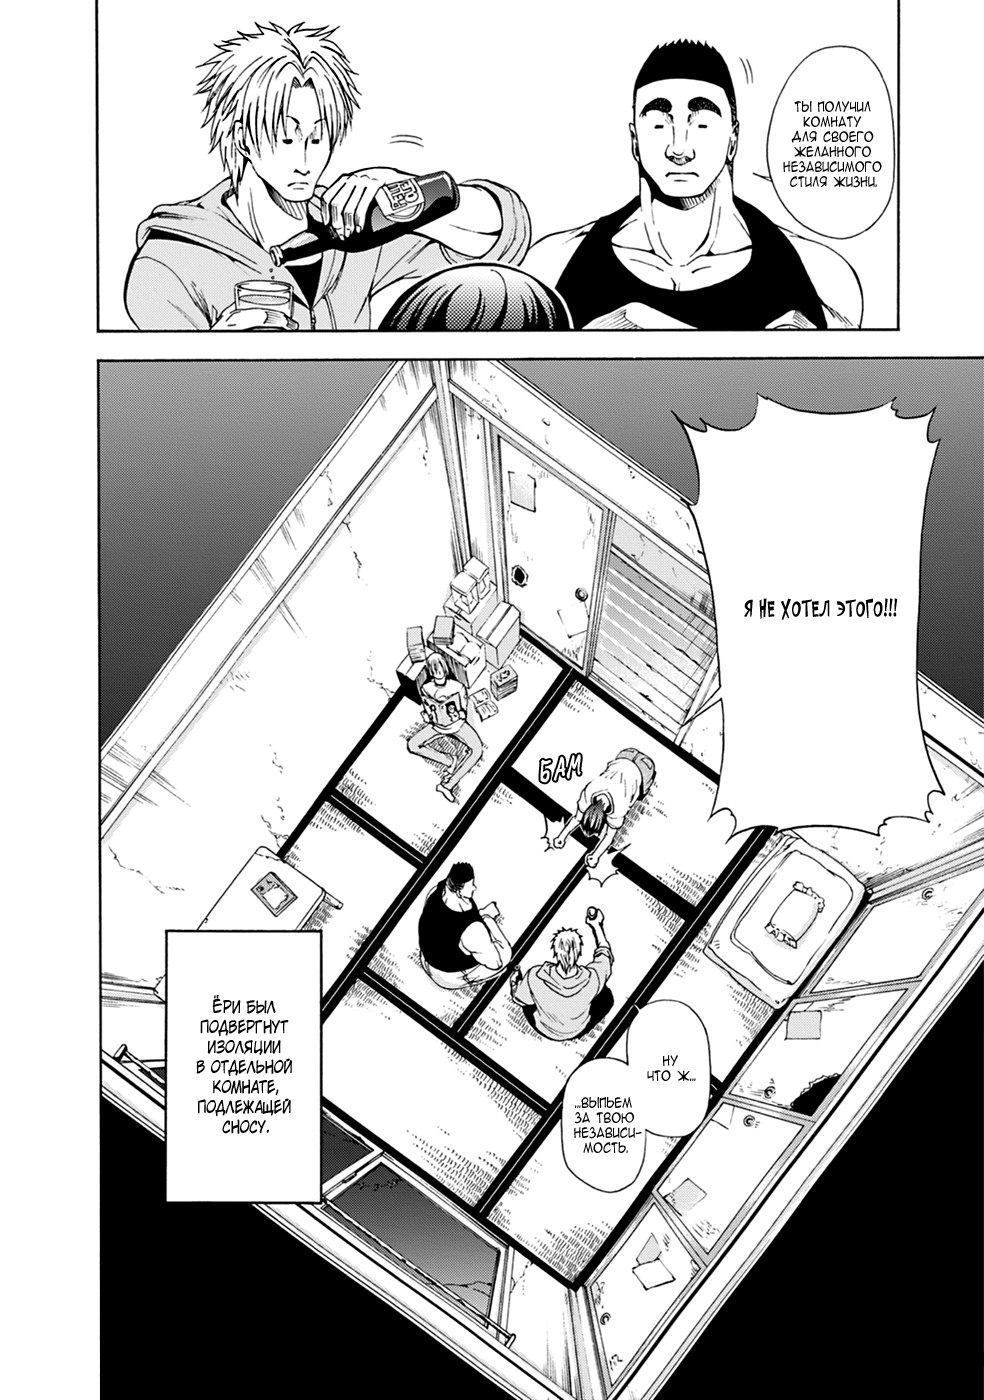 ТЫ ПОЛУЧИЛ
КОМНАТУ
ДЛЯ СВОЕГО
ЖЕЛАННОГО
НЕЗАВИСИМОГО
СТИЛЯ ЖИЗНИ.
Я НЕ ХОТЕЛ ЭТОГО!!!
БАМ
НУ
ЧТО Ж...
...ВЫПЬЕМ
ЗА ТВОЮ
НЕЗАВИСИ-
МОСТЬ.
ЁРИ БЫЛ
ПОДВЕРГНУТ
ИЗОЛЯЦИИ
В ОТДЕЛЬНОЙ
КОМНАТЕ,
ПОДЛЕЖАЩЕЙ
СНОСУ.